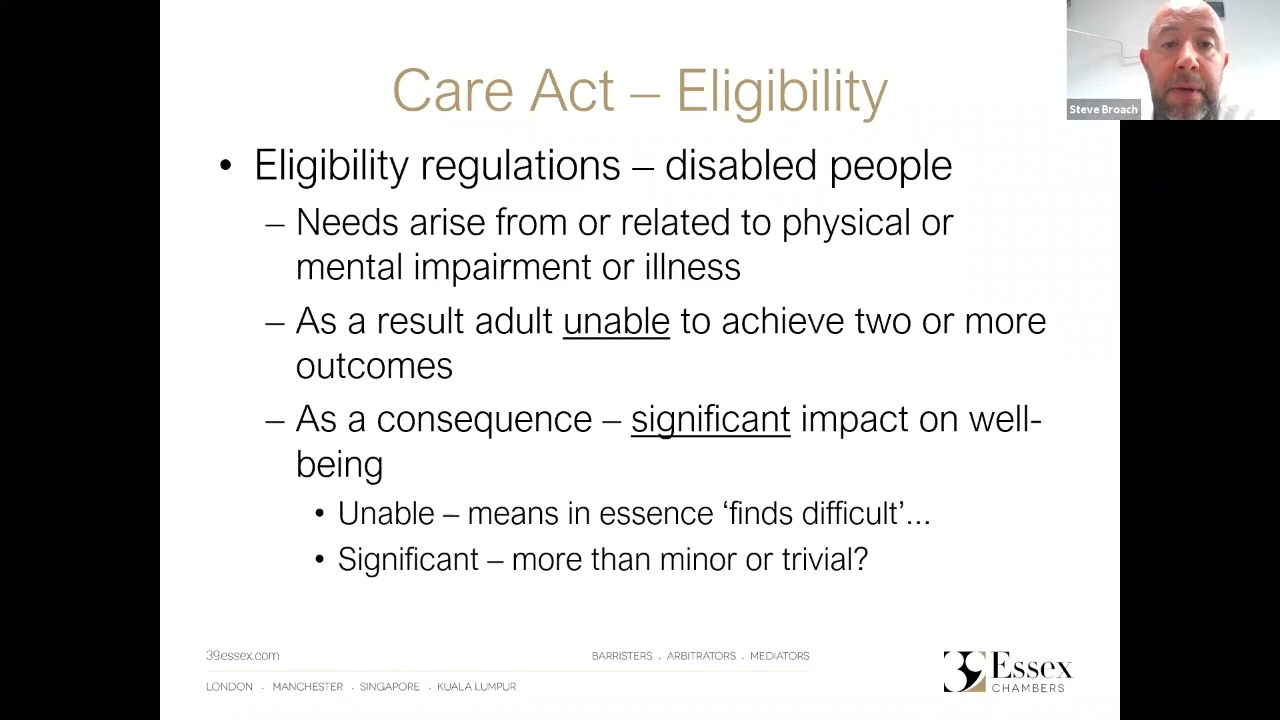 Care Act – Eligibility
Steve Broach
• Eligibility regulations – disabled people
– Needs arise from or related to physical or
mental impairment or illness
– As a result adult unable to achieve two or more
outcomes
– As a consequence – significant impact on well-
being
• Unable – means in essence ‘finds difficult’...
• Significant – more than minor or trivial?
39essex.com
BARRISTERS . ARBITRATORS . MEDIATORS
LONDON . MANCHESTER . SINGAPORE . KUALA LUMPUR
39 Essex
CHAMBERS